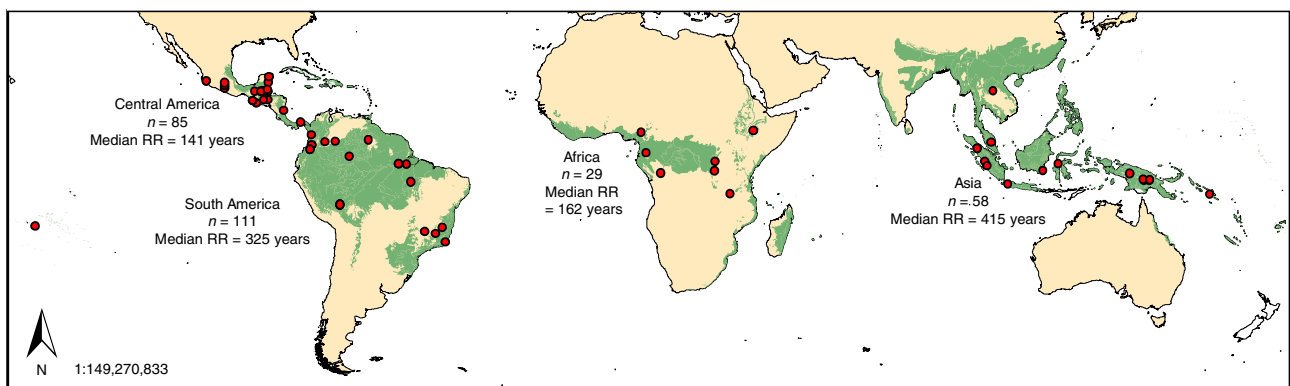 Central America
n = 85
Median RR = 141 years
South America
n = 111
Median RR = 325 years
Africa
n = 29
Median RR
= 162 years
Asia
n = 58
Median RR = 415 years
N
1:149,270,833